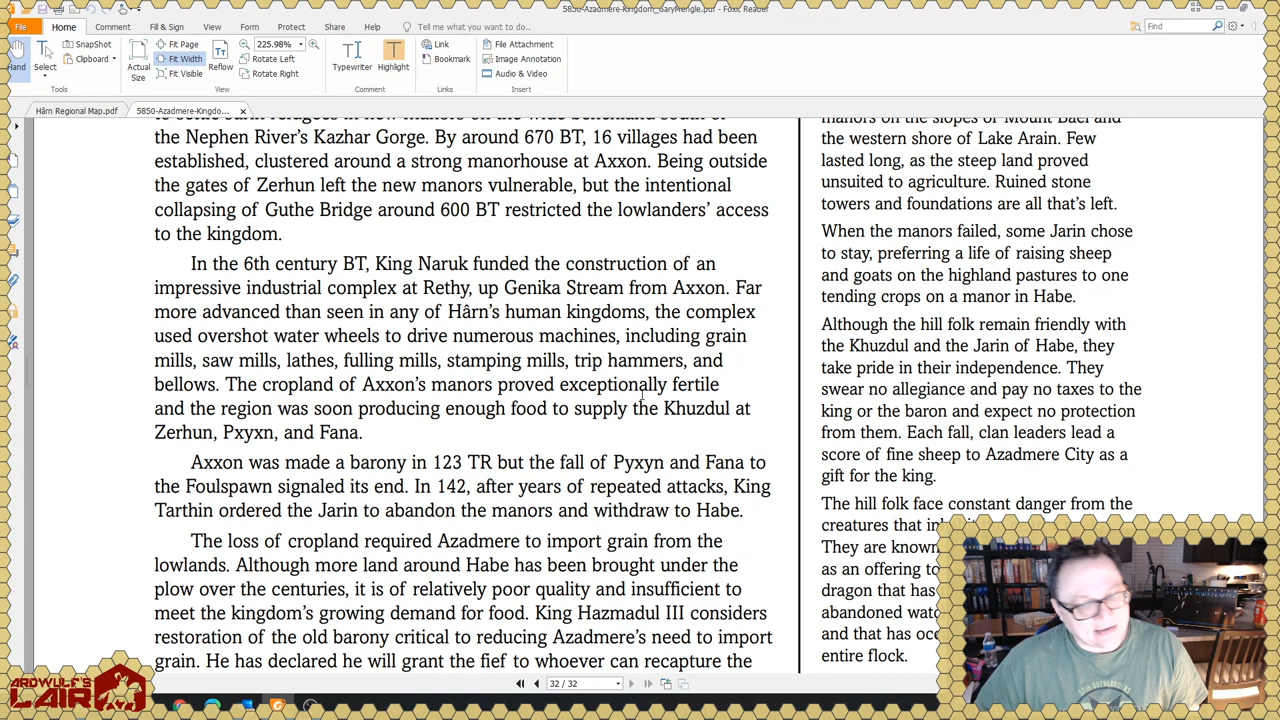 5850-Azadmere-Kingdom_GaryMengle.pdf - Foxit Reader
File
Home
Comment
Fill & Sign
View
Form
Protect
Share
Help
Tell me what you want to do...
Find
Hand
Select
SnapShot
Clipboard
Tools
Actual Size
Fit Page
Fit Width
Fit Visible
Reflow
225.98%
Rotate Left
Rotate Right
View
Typewriter
Highlight
Comment
Link
Bookmark
Links
File Attachment
Image Annotation
Audio & Video
Insert
Hârn Regional Map.pdf
5850-Azadmere-Kingdo...
the Nephen River's Kazhar Gorge. By around 670 BT, 16 villages had been
established, clustered around a strong manorhouse at Axxon. Being outside
the gates of Zerhun left the new manors vulnerable, but the intentional
collapsing of Guthe Bridge around 600 BT restricted the lowlanders' access
to the kingdom.
In the 6th century BT, King Naruk funded the construction of an
impressive industrial complex at Rethy, up Genika Stream from Axxon. Far
more advanced than seen in any of Hârn's human kingdoms, the complex
used overshot water wheels to drive numerous machines, including grain
mills, saw mills, lathes, fulling mills, stamping mills, trip hammers, and
bellows. The cropland of Axxon's manors proved exceptionally fertile
and the region was soon producing enough food to supply the Khuzdul at
Zerhun, Pxyxn, and Fana.
Axxon was made a barony in 123 TR but the fall of Pyxyn and Fana to
the Foulspawn signaled its end. In 142, after years of repeated attacks, King
Tarthin ordered the Jarin to abandon the manors and withdraw to Habe.
The loss of cropland required Azadmere to import grain from the
lowlands. Although more land around Habe has been brought under the
plow over the centuries, it is of relatively poor quality and insufficient to
meet the kingdom's growing demand for food. King Hazmadul III considers
restoration of the old barony critical to reducing Azadmere's need to import
grain. He has declared he will grant the fief to whoever can recapture the
manors on the slopes of Mount Bael and
the western shore of Lake Arain. Few
lasted long, as the steep land proved
unsuited to agriculture. Ruined stone
towers and foundations are all that's left.
When the manors failed, some Jarin chose
to stay, preferring a life of raising sheep
and goats on the highland pastures to one
tending crops on a manor in Habe.
Although the hill folk remain friendly with
the Khuzdul and the Jarin of Habe, they
take pride in their independence. They
swear no allegiance and pay no taxes to the
king or the baron and expect no protection
from them. Each fall, clan leaders lead a
score of fine sheep to Azadmere City as a
gift for the king.
The hill folk face constant danger from the
creatures that
They are known
as an offering to
dragon that has
abandoned
and that has
entire flock.
32 / 32
ARDWULF'S
LAIR